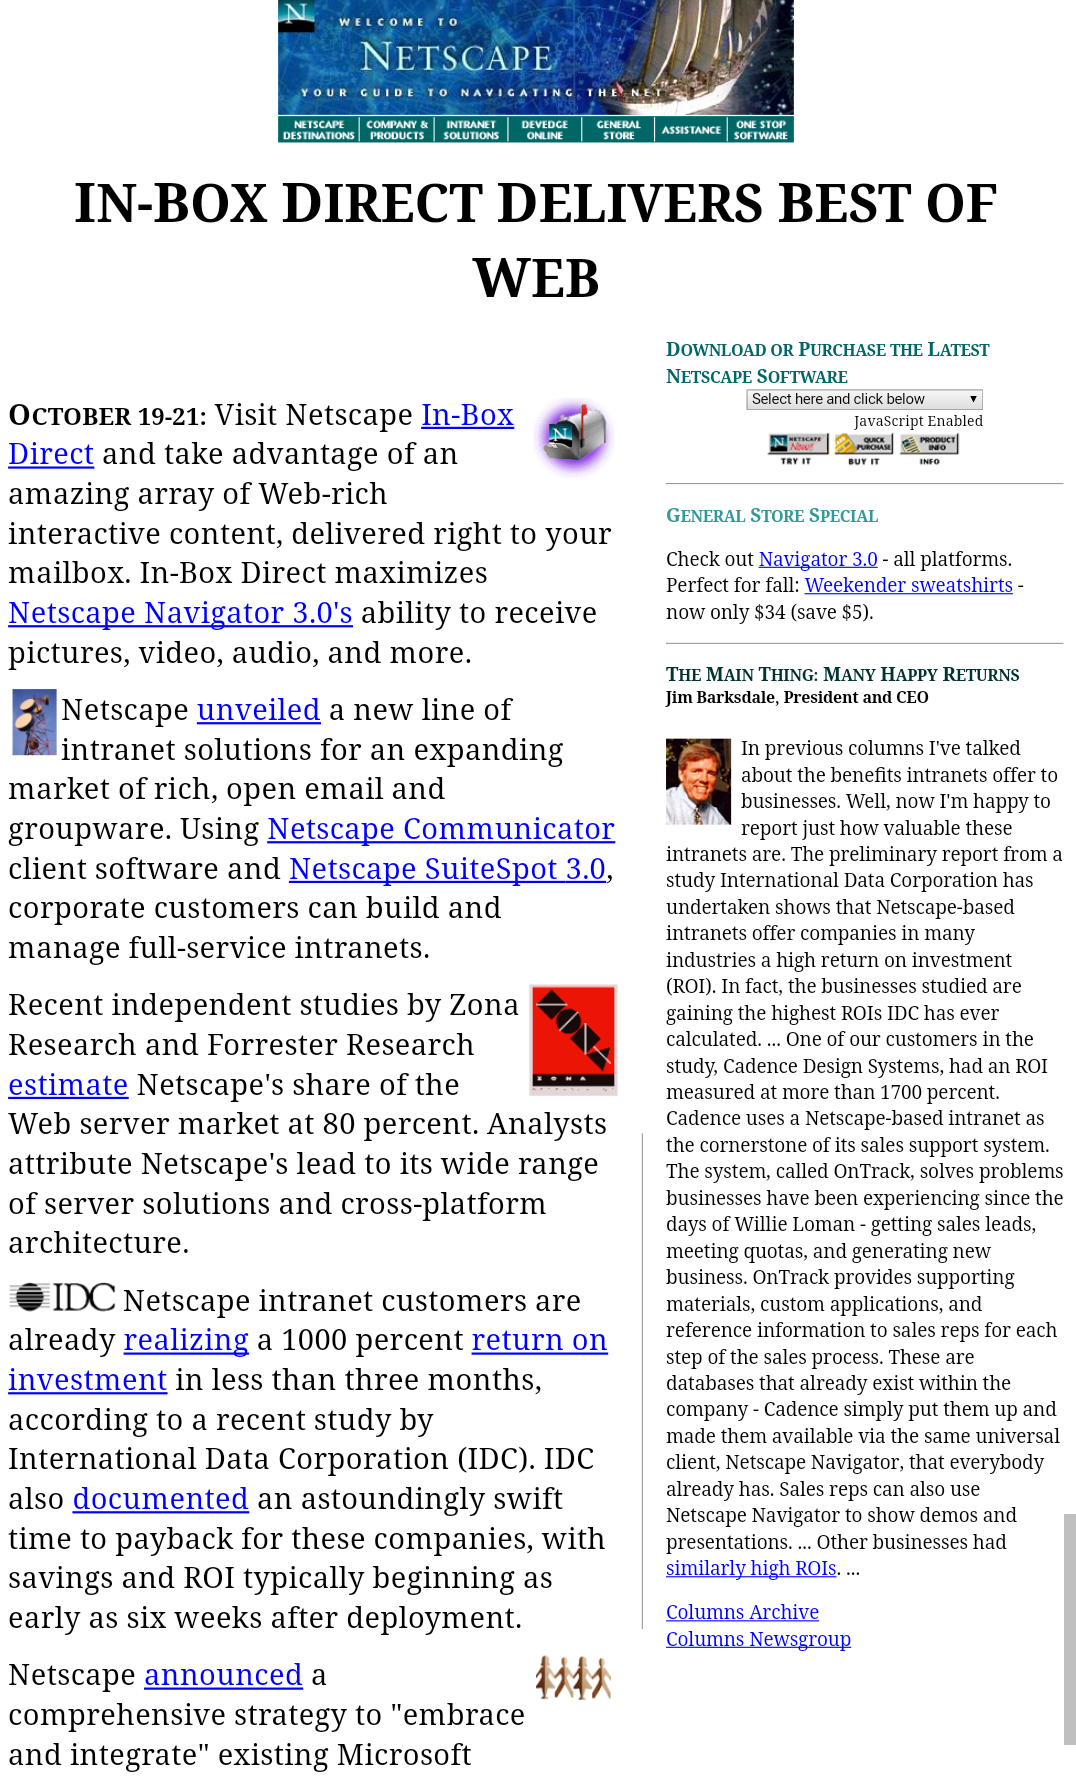 N
WELCOME TO
NETSCAPE
YOUR GUIDE TO NAVIGATING THE NET
NETSCAPE DESTINATIONS
COMPANY & PRODUCTS
INTRANET SOLUTIONS
DEVEDGE ONLINE
GENERAL STORE
ASSISTANCE
ONE STOP SOFTWARE
IN-BOX DIRECT DELIVERS BEST OF
WEB
OCTOBER 19-21: Visit Netscape In-Box
Direct and take advantage of an
amazing array of Web-rich
interactive content, delivered right to your
mailbox. In-Box Direct maximizes
Netscape Navigator 3.0's ability to receive
pictures, video, audio, and more.
N
Netscape unveiled a new line of
intranet solutions for an expanding
market of rich, open email and
groupware. Using Netscape Communicator
client software and Netscape SuiteSpot 3.0,
corporate customers can build and
manage full-service intranets.
Recent independent studies by Zona
Research and Forrester Research
estimate Netscape's share of the
Web server market at 80 percent. Analysts
attribute Netscape's lead to its wide range
of server solutions and cross-platform
architecture.
ZONA
ZONA
IDC Netscape intranet customers are
already realizing a 1000 percent return on
investment in less than three months,
according to a recent study by
International Data Corporation (IDC). IDC
also documented an astoundingly swift
time to payback for these companies, with
savings and ROI typically beginning as
early as six weeks after deployment.
Netscape announced a
comprehensive strategy to "embrace
and integrate" existing Microsoft
DOWNLOAD OR PURCHASE THE LATEST
NETSCAPE SOFTWARE
Select here and click below
JavaScript Enabled
N NETSCAPE Now!
TRY IT
QUICK PURCHASE
BUY IT
PRODUCT INFO
INFO
GENERAL STORE SPECIAL
Check out Navigator 3.0 - all platforms.
Perfect for fall: Weekender sweatshirts -
now only $34 (save $5).
THE MAIN THING: MANY HAPPY RETURNS
Jim Barksdale, President and CEO
In previous columns I've talked
about the benefits intranets offer to
businesses. Well, now I'm happy to
report just how valuable these
intranets are. The preliminary report from a
study International Data Corporation has
undertaken shows that Netscape-based
intranets offer companies in many
industries a high return on investment
(ROI). In fact, the businesses studied are
gaining the highest ROIs IDC has ever
calculated. ... One of our customers in the
study, Cadence Design Systems, had an ROI
measured at more than 1700 percent.
Cadence uses a Netscape-based intranet as
the cornerstone of its sales support system.
The system, called OnTrack, solves problems
businesses have been experiencing since the
days of Willie Loman - getting sales leads,
meeting quotas, and generating new
business. OnTrack provides supporting
materials, custom applications, and
reference information to sales reps for each
step of the sales process. These are
databases that already exist within the
company - Cadence simply put them up and
made them available via the same universal
client, Netscape Navigator, that everybody
already has. Sales reps can also use
Netscape Navigator to show demos and
presentations. ... Other businesses had
similarly high ROIs. ...
Columns Archive
Columns Newsgroup